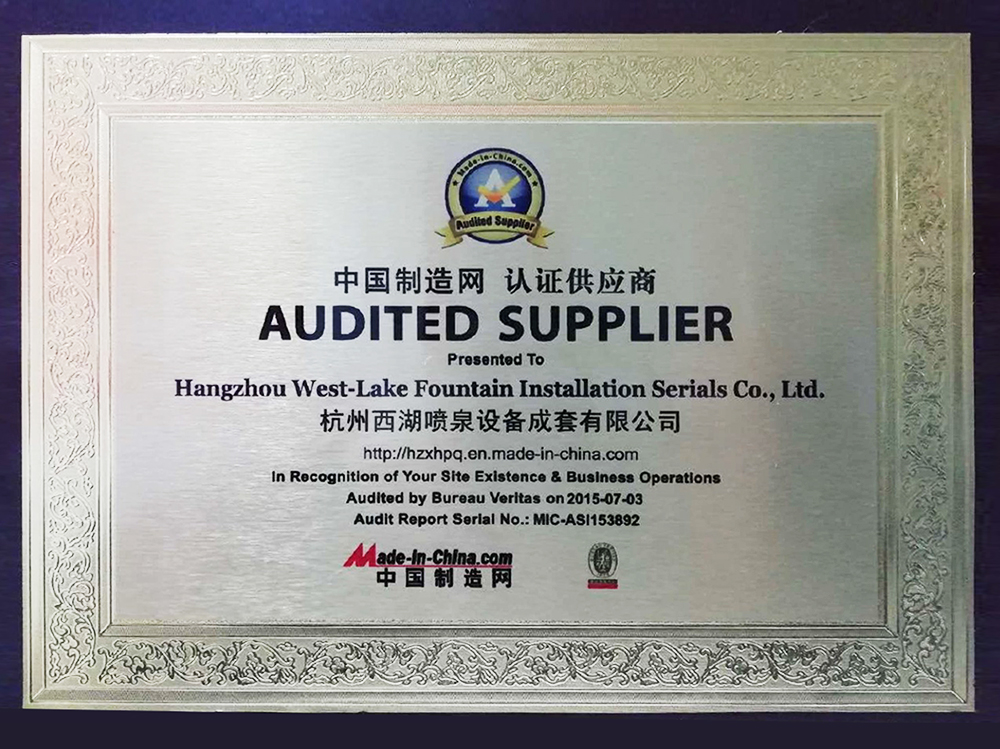 Made-in-China.com
Audited Supplier
中国制造网 认证供应商
AUDITED SUPPLIER
Presented To
Hangzhou West-Lake Fountain Installation Serials Co., Ltd.
杭州西湖喷泉设备成套有限公司
http://hzxhpq.en.made-in-china.com
In Recognition of Your Site Existence & Business Operations
Audited by Bureau Veritas on 2015-07-03
Audit Report Serial No.: MIC-ASI153892
Made-in-China.com
中国制造网